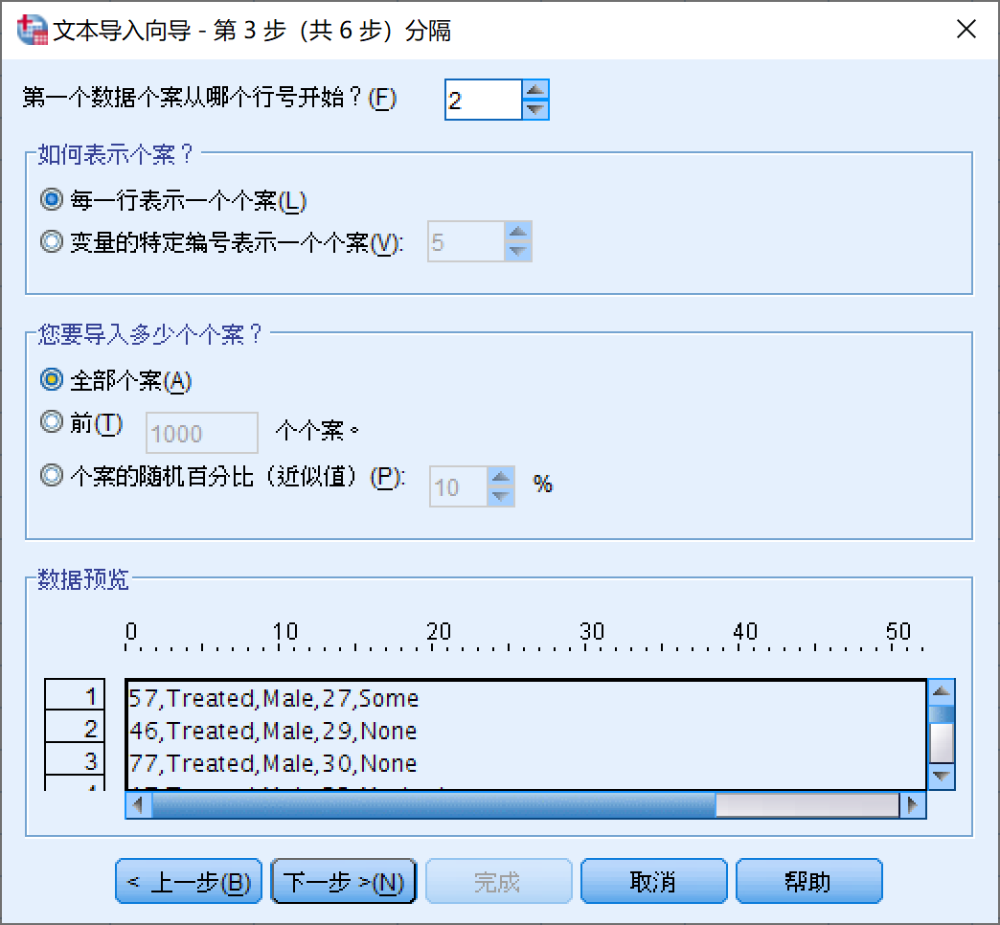 文本导入向导 - 第 3 步（共 6 步）分隔
第一个数据个案从哪个行号开始？(F) 2
如何表示个案？
每一行表示一个个案(L)
变量的特定编号表示一个个案(V): 5
您要导入多少个个案？
全部个案(A)
前(T) 1000 个个案。
个案的随机百分比（近似值）(P): 10 %
数据预览
0 10 20 30 40 50
1 57,Treated,Male,27,Some
2 46,Treated,Male,29,None
3 77,Treated,Male,30,None
< 上一步(B) 下一步 >(N) 完成 取消 帮助